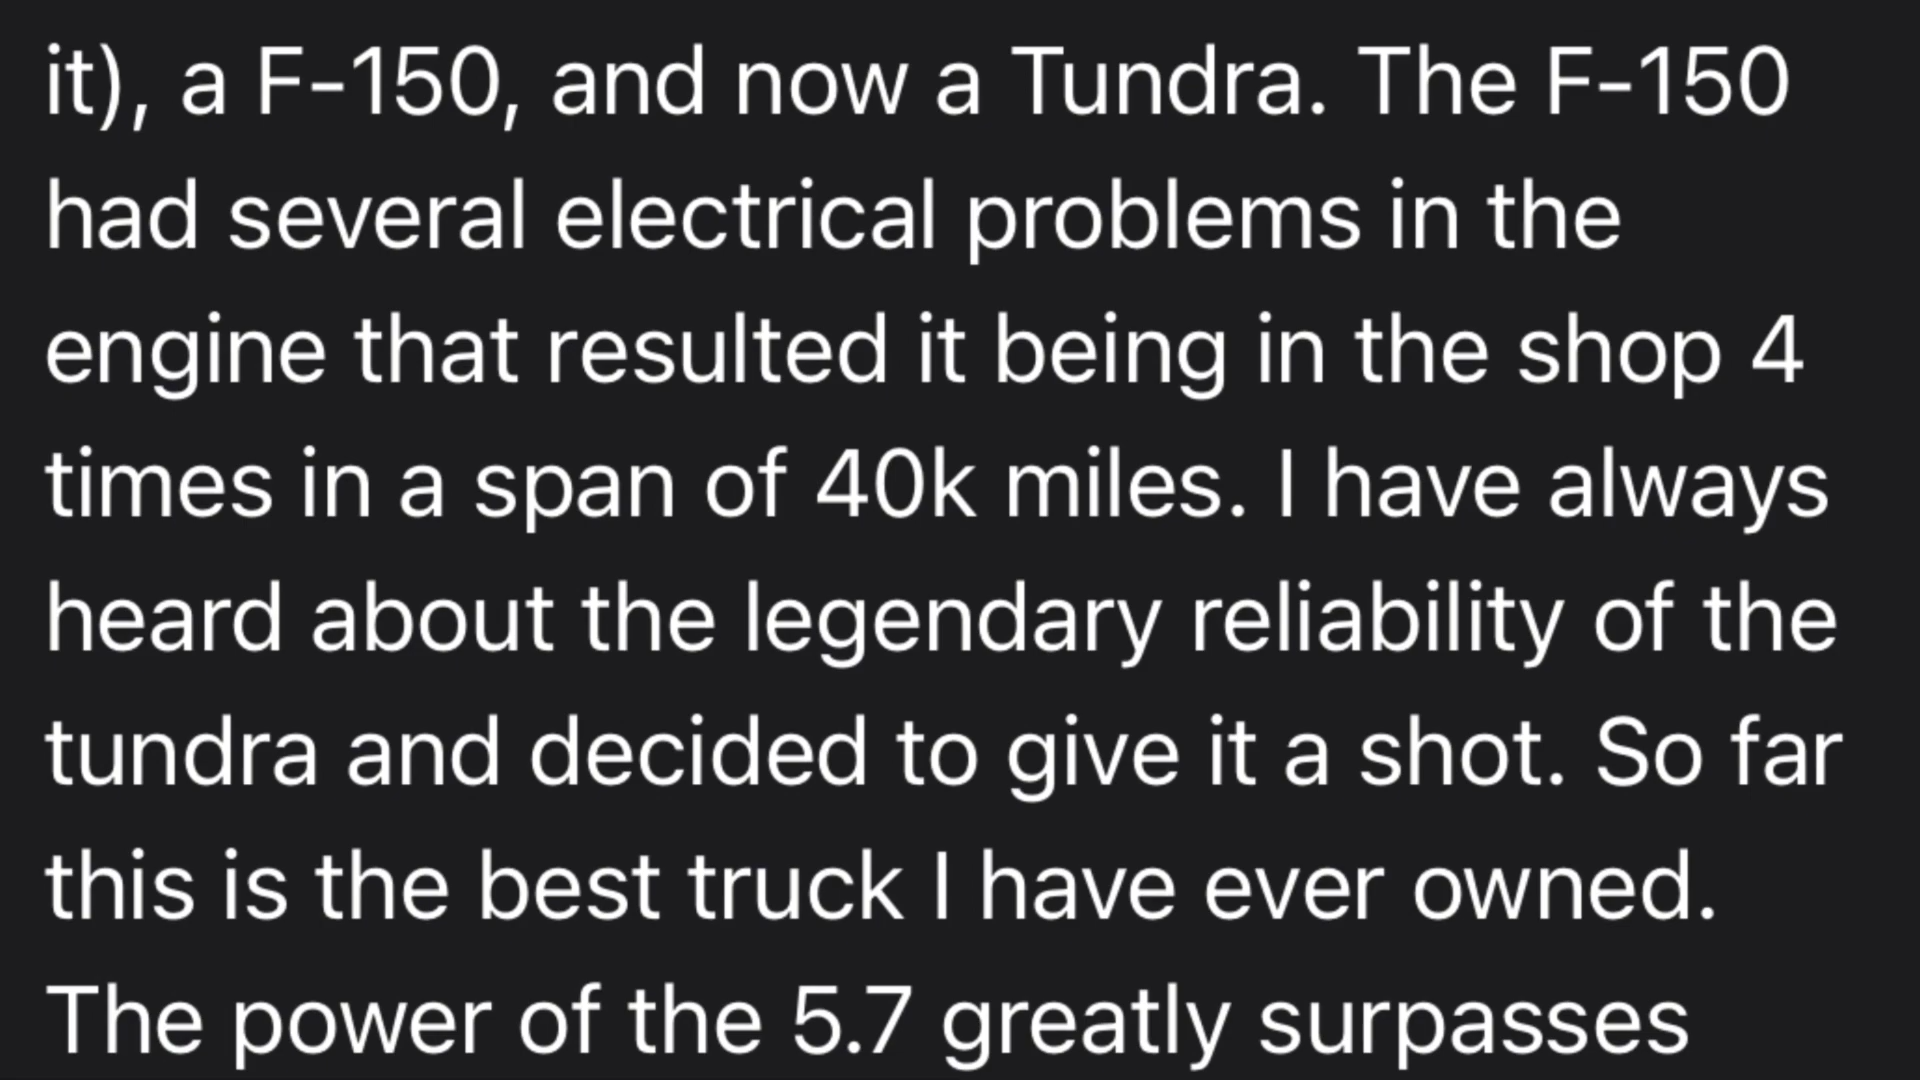 it), a F-150, and now a Tundra. The F-150
had several electrical problems in the
engine that resulted it being in the shop 4
times in a span of 40k miles. I have always
heard about the legendary reliability of the
tundra and decided to give it a shot. So far
this is the best truck I have ever owned.
The power of the 5.7 greatly surpasses